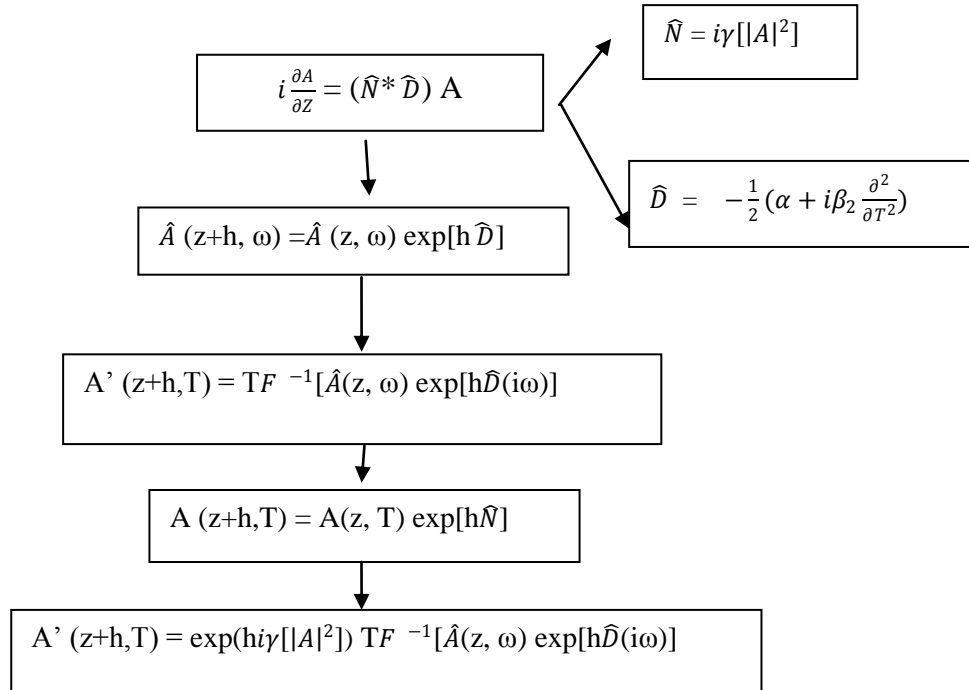 N̂ = iγ[|A|²]
i ∂A/∂Z = (N̂* D̂) A
D̂ = −1/2 (α + iβ₂ ∂²/∂T²)
Â (z+h, ω) =Â (z, ω) exp[h D̂]
A’ (z+h,T) = TF ⁻¹[Â(z, ω) exp[hD̂(iω)]
A (z+h,T) = A(z, T) exp[hN̂]
A’ (z+h,T) = exp(hiγ[|A|²]) TF ⁻¹[Â(z, ω) exp[hD̂(iω)]